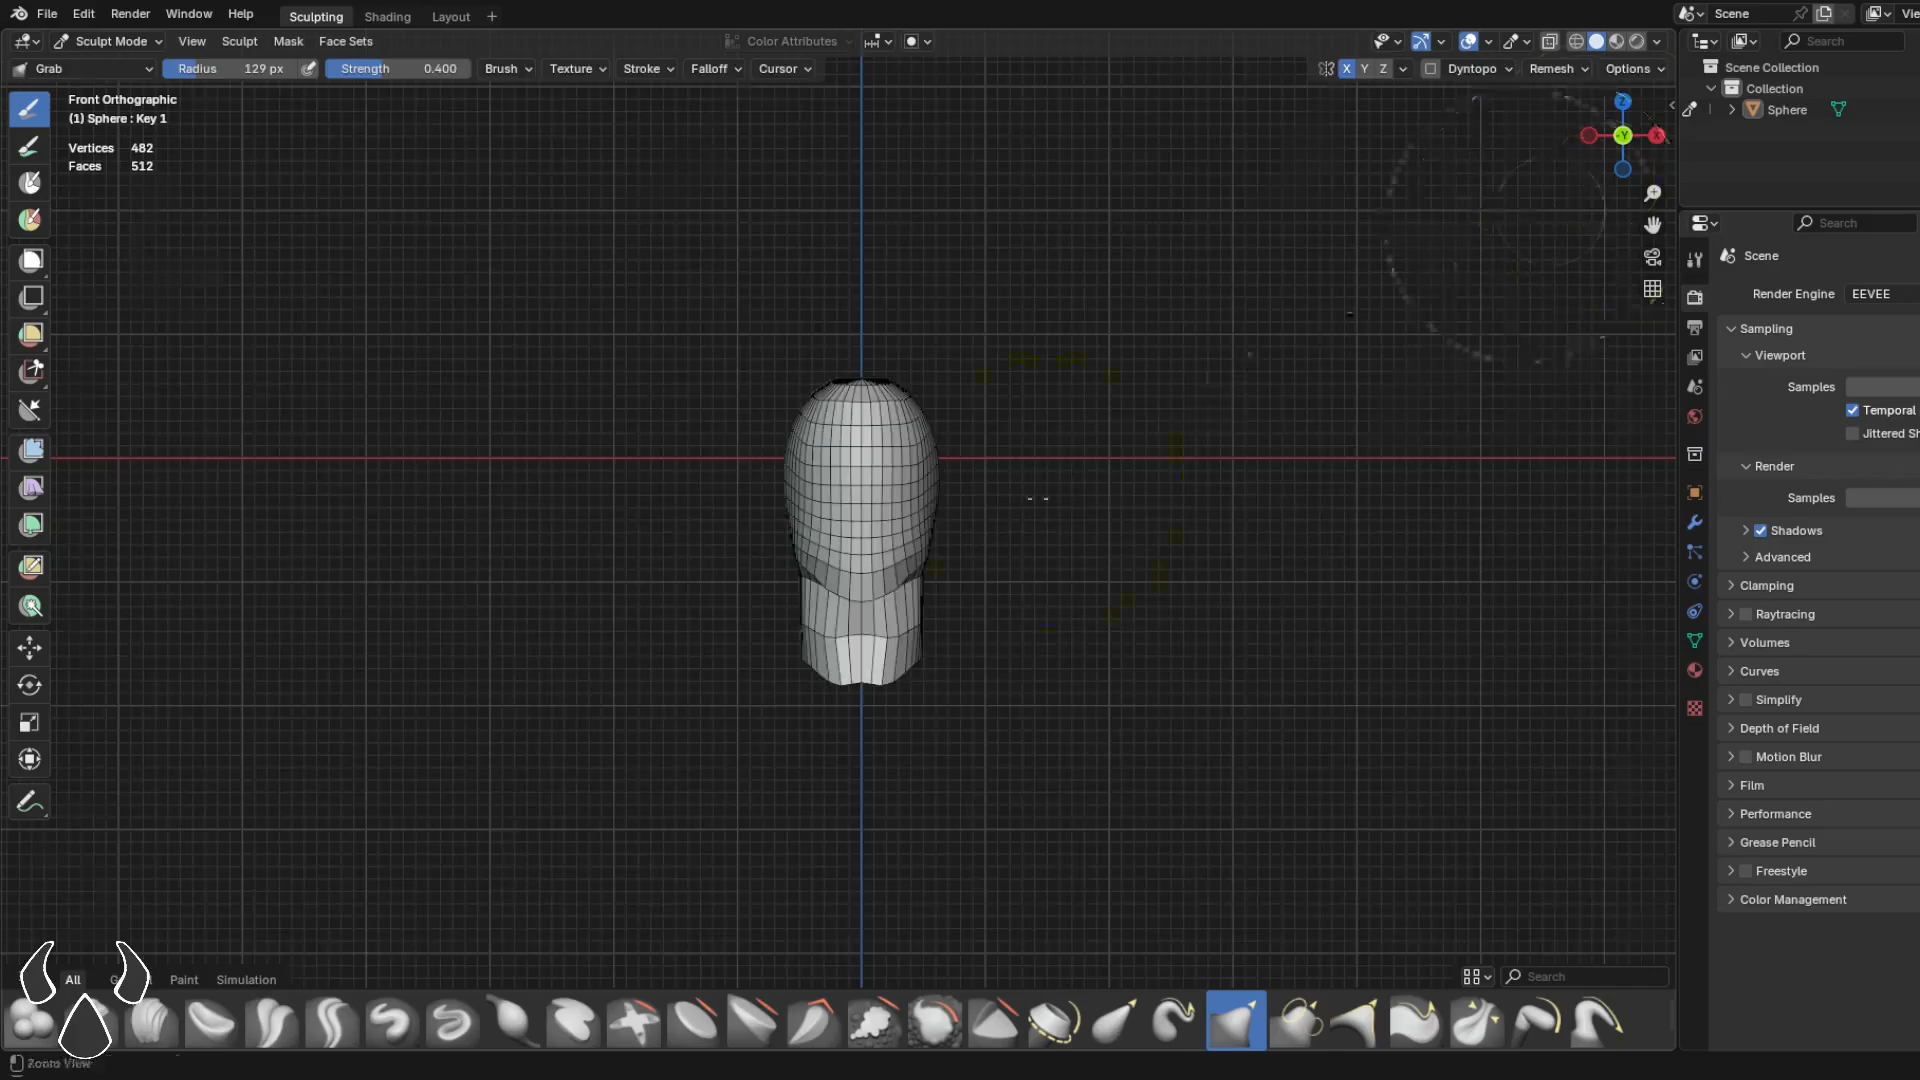 File Edit Render Window Help Sculpting Shading Layout + Scene
Sculpt Mode View Sculpt Mask Face Sets Color Attributes Search
Grab Radius 129 px Strength 0.400 Brush Texture Stroke Falloff Cursor X Y Z Dyntopo Remesh Options
Scene Collection
Collection
Sphere
Front Orthographic
(1) Sphere : Key 1
Vertices 482
Faces 512
Z
-Y X
Search
Scene
Render Engine EEVEE
Sampling
Viewport
Samples
Temporal
Jittered Sh
Render
Samples
Shadows
Advanced
Clamping
Raytracing
Volumes
Curves
Simplify
Depth of Field
Motion Blur
Film
Performance
Grease Pencil
Freestyle
Color Management
All Paint Simulation Search
Zoom View